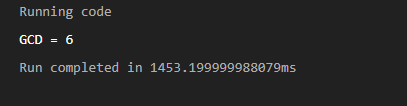 Running code
GCD = 6
Run completed in 1453.199999988079ms